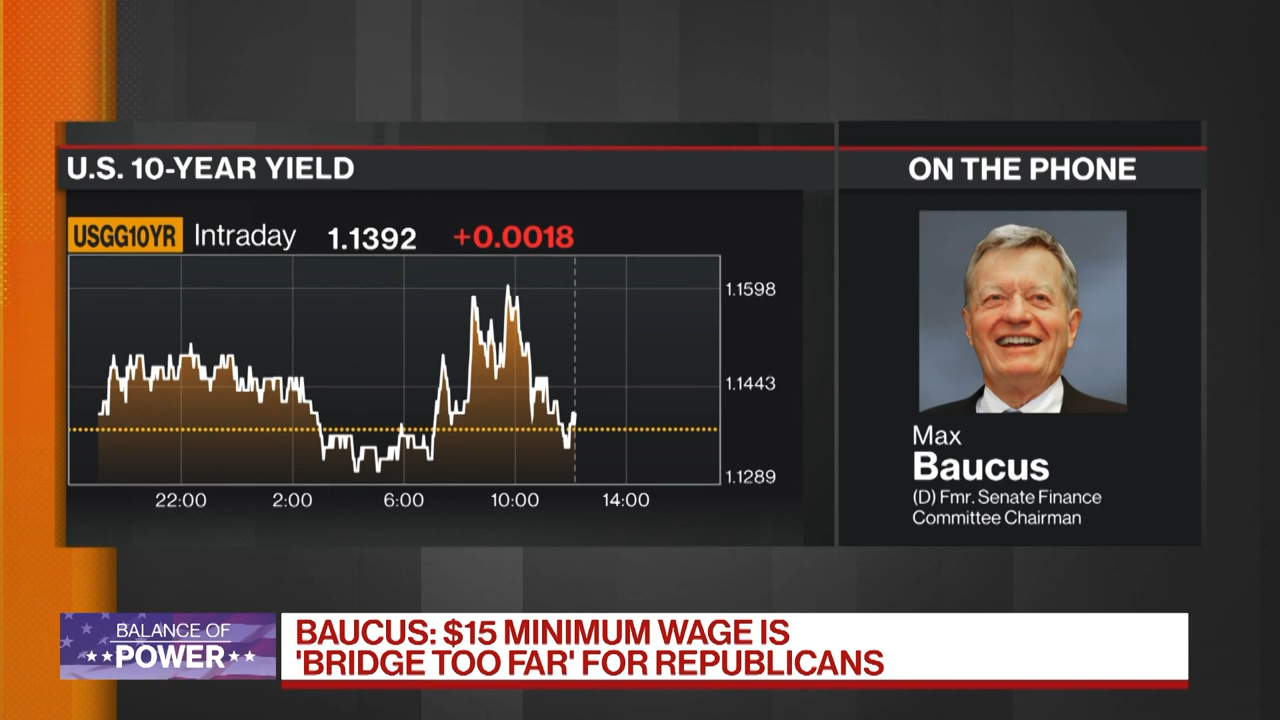 U.S. 10-YEAR YIELD
USGG10YR Intraday 1.1392 +0.0018
1.1598
1.1443
1.1289
22:00 2:00 6:00 10:00 14:00
ON THE PHONE
Max
Baucus
(D) Fmr. Senate Finance
Committee Chairman
BALANCE OF
POWER
BAUCUS: $15 MINIMUM WAGE IS
'BRIDGE TOO FAR' FOR REPUBLICANS